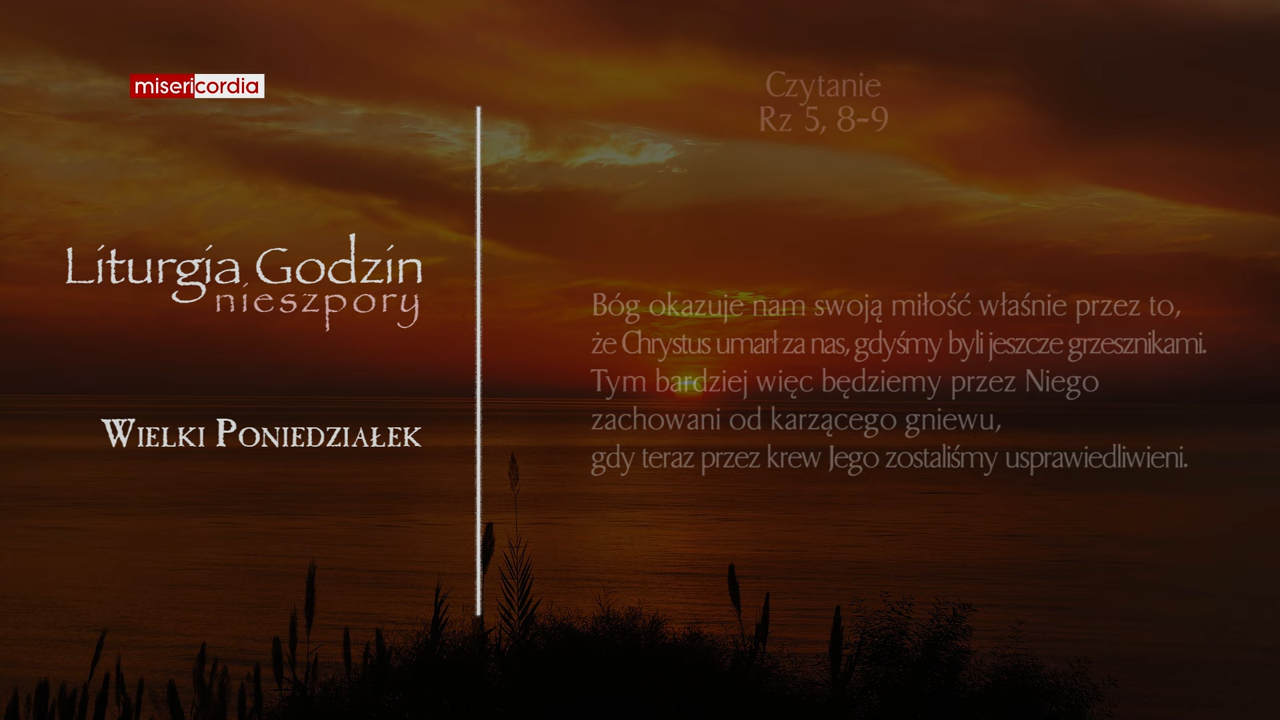 misericordia
Liturgia Godzin
nieszpory
Wielki Poniedziałek
Czytanie
Rz 5, 8-9
Bóg okazuje nam swoją miłość właśnie przez to,
że Chrystus umarł za nas, gdyśmy byli jeszcze grzesznikami.
Tym bardziej więc będziemy przez Niego
zachowani od karzącego gniewu,
gdy teraz przez krew Jego zostaliśmy usprawiedliwieni.